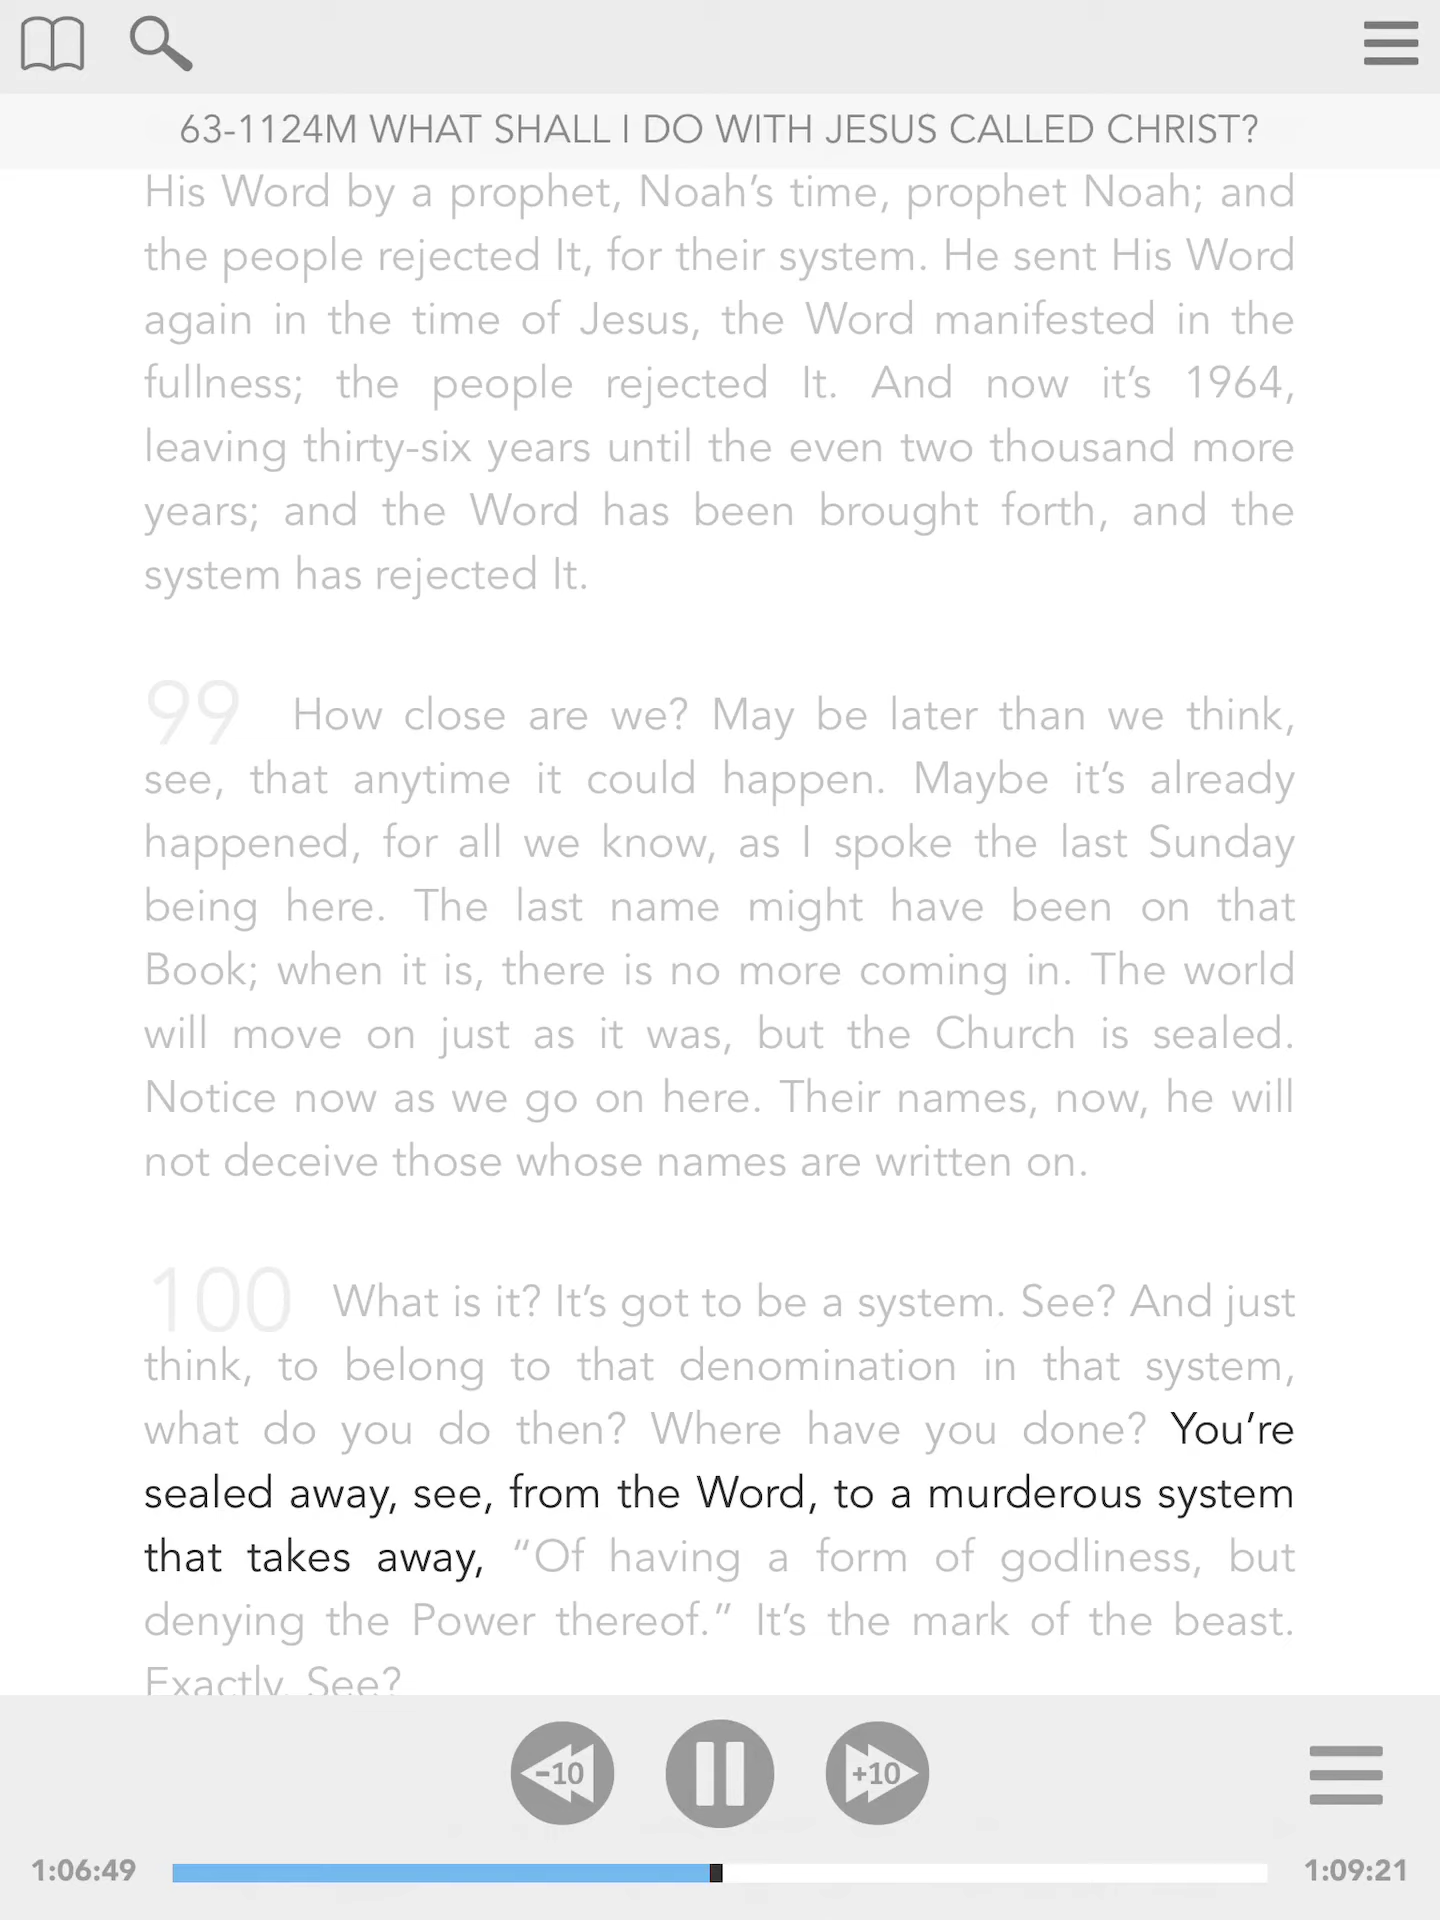 63-1124M WHAT SHALL I DO WITH JESUS CALLED CHRIST?
His Word by a prophet, Noah’s time, prophet Noah; and
the people rejected It, for their system. He sent His Word
again in the time of Jesus, the Word manifested in the
fullness; the people rejected It. And now it’s 1964,
leaving thirty-six years until the even two thousand more
years; and the Word has been brought forth, and the
system has rejected It.
99 How close are we? May be later than we think,
see, that anytime it could happen. Maybe it’s already
happened, for all we know, as I spoke the last Sunday
being here. The last name might have been on that
Book; when it is, there is no more coming in. The world
will move on just as it was, but the Church is sealed.
Notice now as we go on here. Their names, now, he will
not deceive those whose names are written on.
100 What is it? It’s got to be a system. See? And just
think, to belong to that denomination in that system,
what do you do then? Where have you done? You’re
sealed away, see, from the Word, to a murderous system
that takes away, “Of having a form of godliness, but
denying the Power thereof.” It’s the mark of the beast.
Exactly. See?
-10 +10
1:06:49 1:09:21